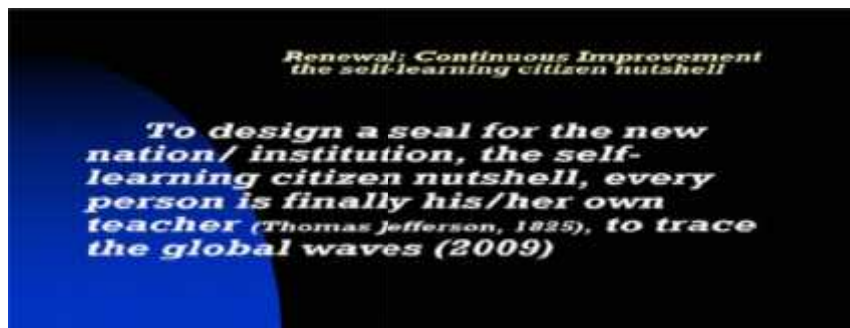 Renewal: Continuous Improvement
the self-learning citizen nutshell
To design a seal for the new
nation/ institution, the self-
learning citizen nutshell, every
person is finally his/her own
teacher (Thomas Jefferson, 1825), to trace
the global waves (2009)